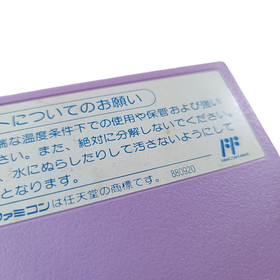 トについてのお願い
端な温度条件下での使用や保管および強い
さい。また、絶対に分解しないでください。
、水にぬらしたりして汚さないようにして
となります。
ファミコンは任天堂の商標です。 880920
FF